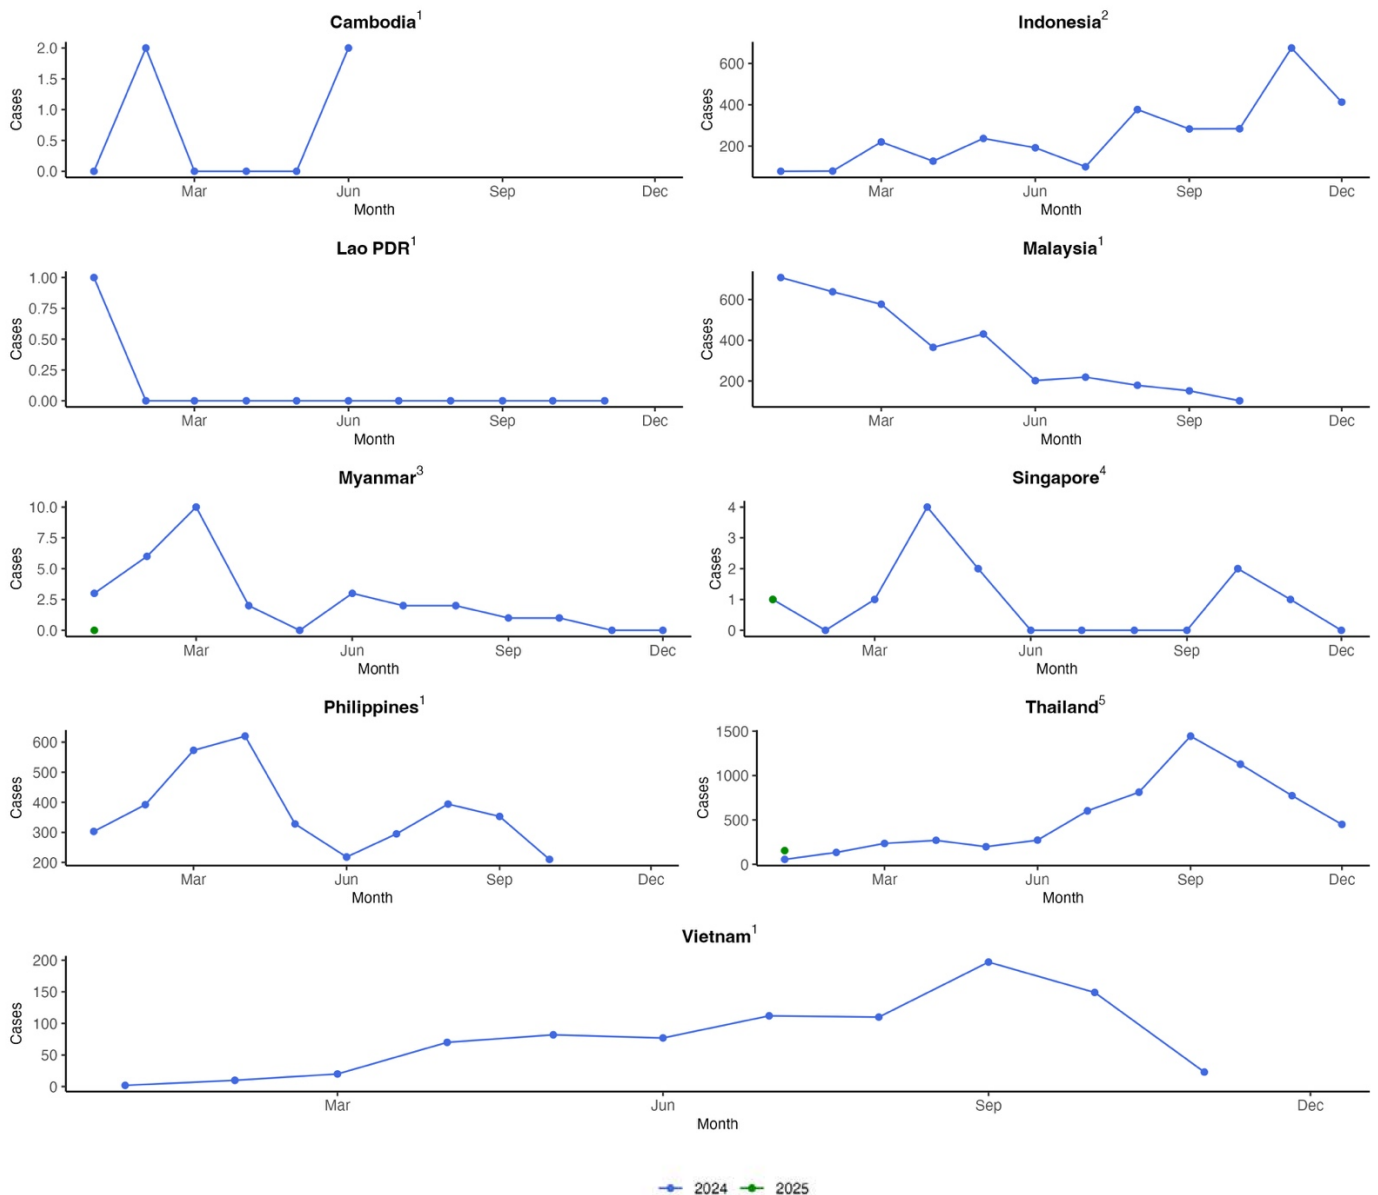 Cambodia1
Cases
2.0
1.5
1.0
0.5
0.0
Mar Jun Sep Dec
Month
Indonesia2
Cases
600
400
200
Mar Jun Sep Dec
Month
Lao PDR1
Cases
1.00
0.75
0.50
0.25
0.00
Mar Jun Sep Dec
Month
Malaysia1
Cases
600
400
200
Mar Jun Sep Dec
Month
Myanmar3
Cases
10.0
7.5
5.0
2.5
0.0
Mar Jun Sep Dec
Month
Singapore4
Cases
4
3
2
1
0
Mar Jun Sep Dec
Month
Philippines1
Cases
600
500
400
300
200
Mar Jun Sep Dec
Month
Thailand5
Cases
1500
1000
500
0
Mar Jun Sep Dec
Month
Vietnam1
Cases
200
150
100
50
0
Mar Jun Sep Dec
Month
2024 2025